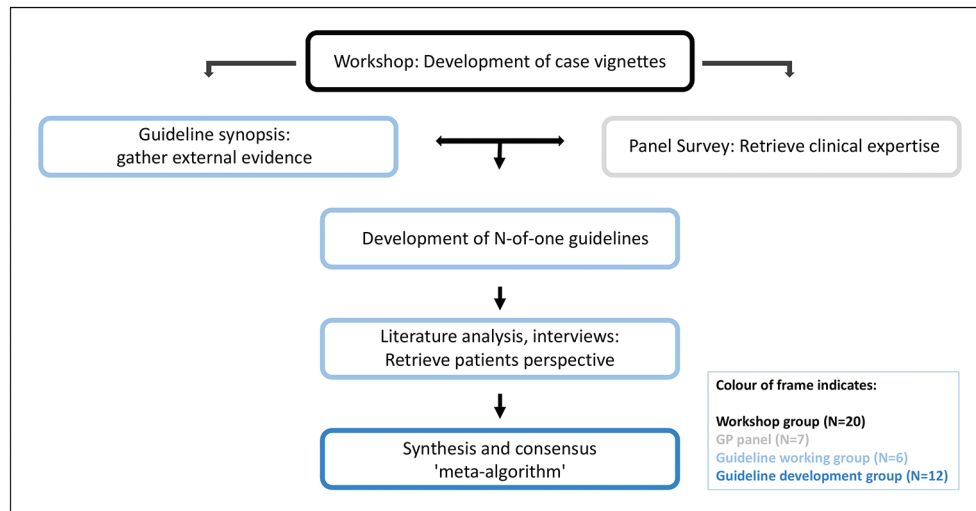 Workshop: Development of case vignettes
Guideline synopsis:
gather external evidence
Panel Survey: Retrieve clinical expertise
Development of N-of-one guidelines
Literature analysis, interviews:
Retrieve patients perspective
Synthesis and consensus
'meta-algorithm'
Colour of frame indicates:
Workshop group (N=20)
GP panel (N=7)
Guideline working group (N=6)
Guideline development group (N=12)